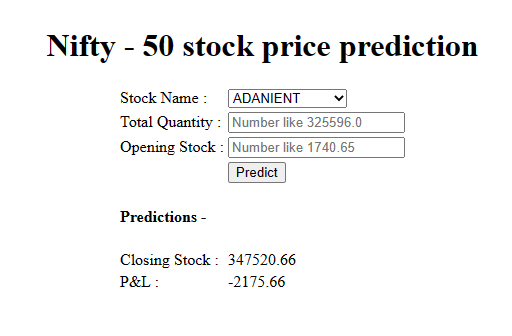 Nifty - 50 stock price prediction
Stock Name : ADANIENT
Total Quantity : Number like 325596.0
Opening Stock : Number like 1740.65
Predict
Predictions -
Closing Stock : 347520.66
P&L : -2175.66